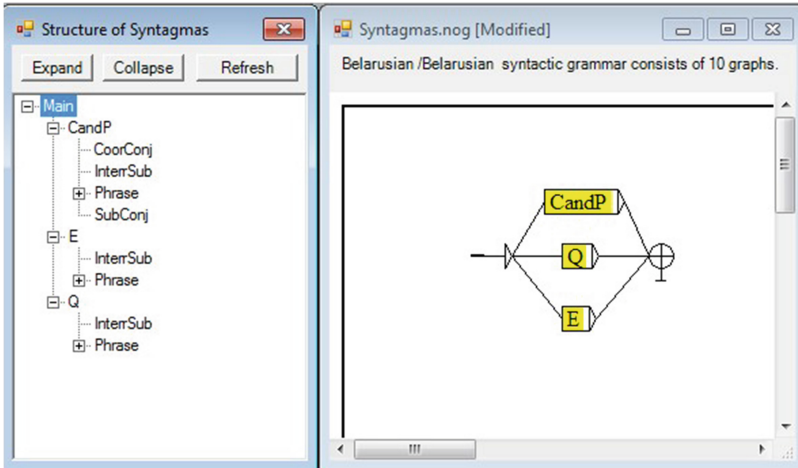 Structure of Syntagmas
Expand Collapse Refresh
Main
CandP
CoorConj
InterrSub
Phrase
SubConj
E
InterrSub
Phrase
Q
InterrSub
Phrase
Syntagmas.nog [Modified]
Belarusian /Belarusian syntactic grammar consists of 10 graphs.
CandP
Q
E